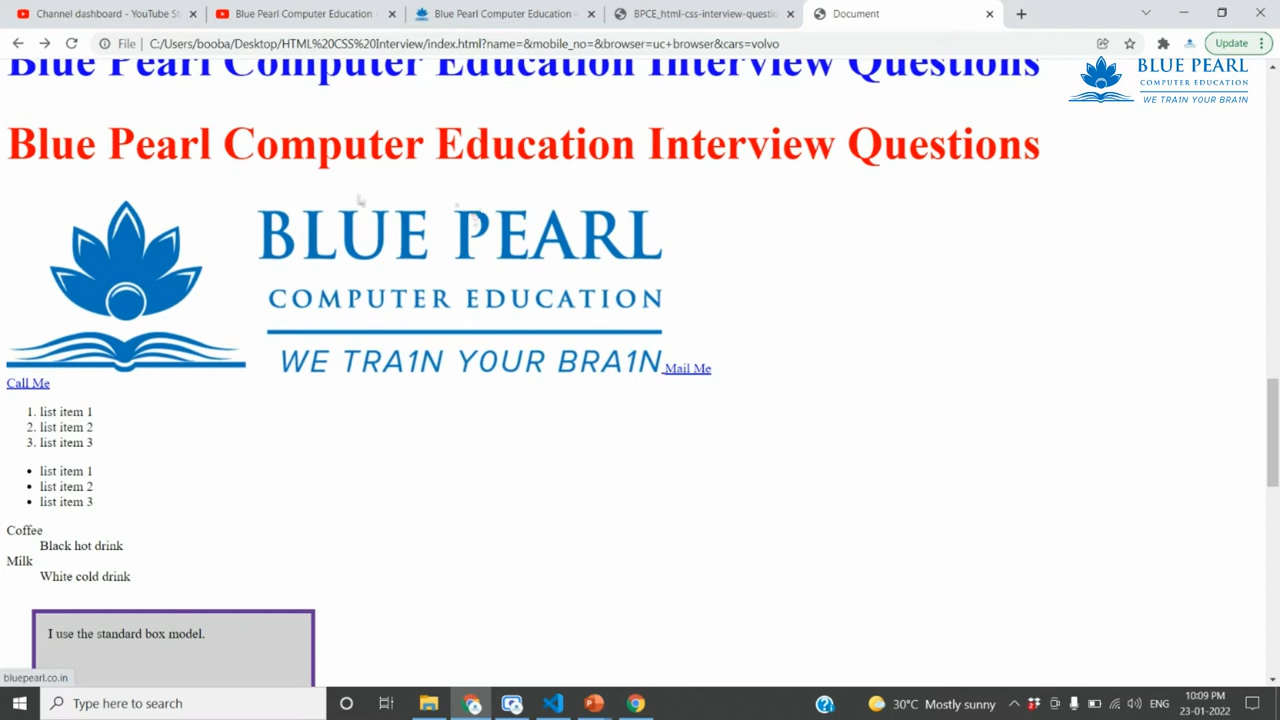 Channel dashboard - YouTube St
Blue Pearl Computer Education -
Blue Pearl Computer Education –
BPCE_html-css-interview-questio
Document
File
C:/Users/booba/Desktop/HTML%20CSS%20Interview/index.html?name=&mobile_no=&browser=uc+browser&cars=volvo
Update
Blue Pearl Computer Education Interview Questions
BLUE PEARL
COMPUTER EDUCATION
WE TRA1N YOUR BRA1N
Blue Pearl Computer Education Interview Questions
BLUE PEARL
COMPUTER EDUCATION
WE TRA1N YOUR BRA1N Mail Me
Call Me
1. list item 1
2. list item 2
3. list item 3
• list item 1
• list item 2
• list item 3
Coffee
Black hot drink
Milk
White cold drink
I use the standard box model.
bluepearl.co.in
Type here to search
30°C Mostly sunny
ENG
10:09 PM
23-01-2022